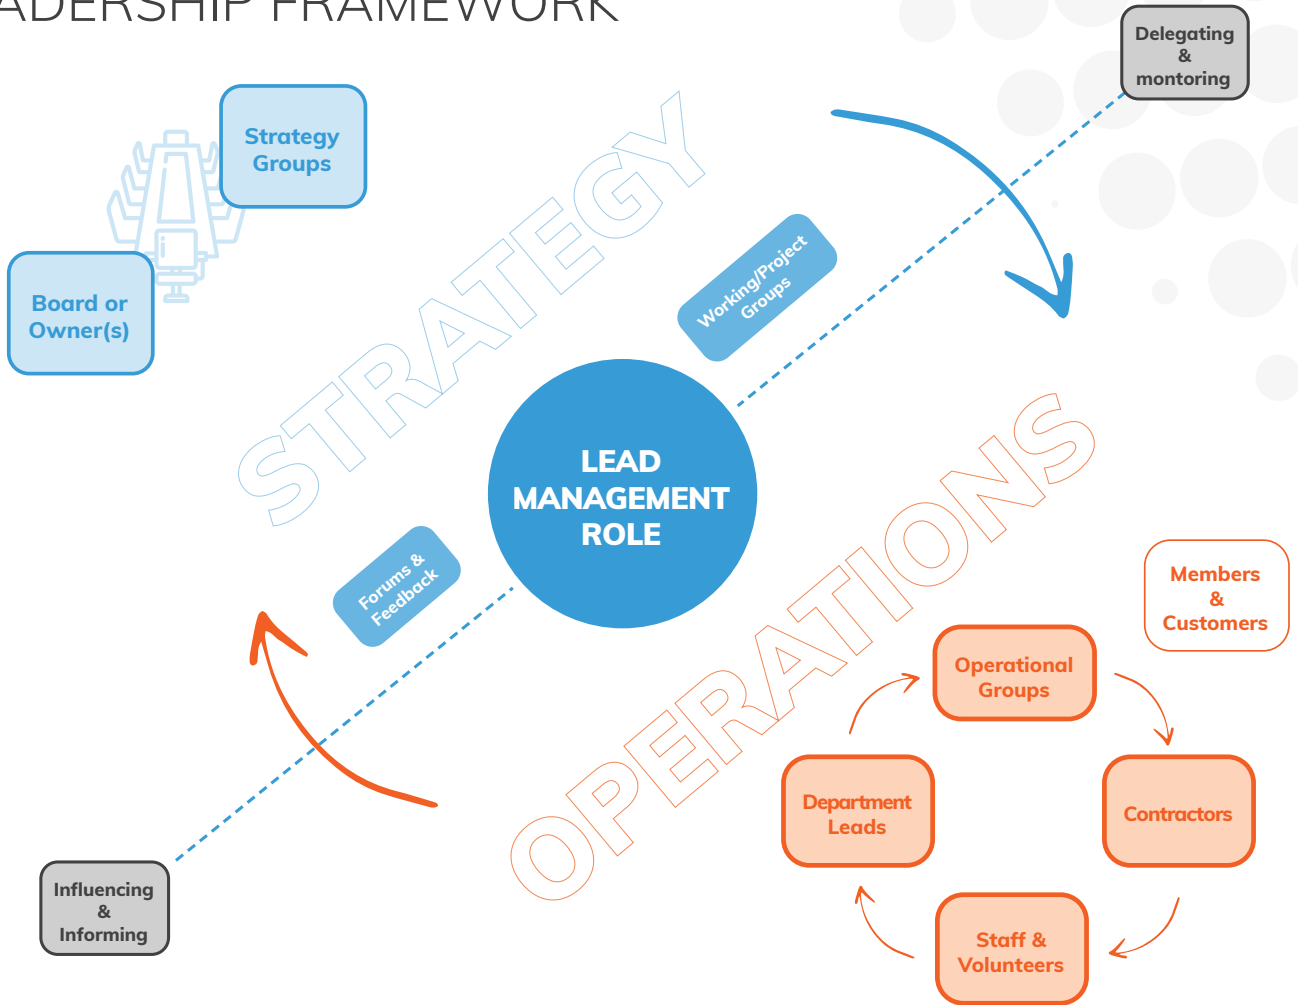 ADERSHIP FRAMEWORK
Delegating
&
montoring
Strategy
Groups
Board or
Owner(s)
STRATEGY
Working/Project
Groups
LEAD
MANAGEMENT
ROLE
Forums &
Feedback
OPERATIONS
Members
&
Customers
Operational
Groups
Department
Leads
Contractors
Staff &
Volunteers
Influencing
&
Informing